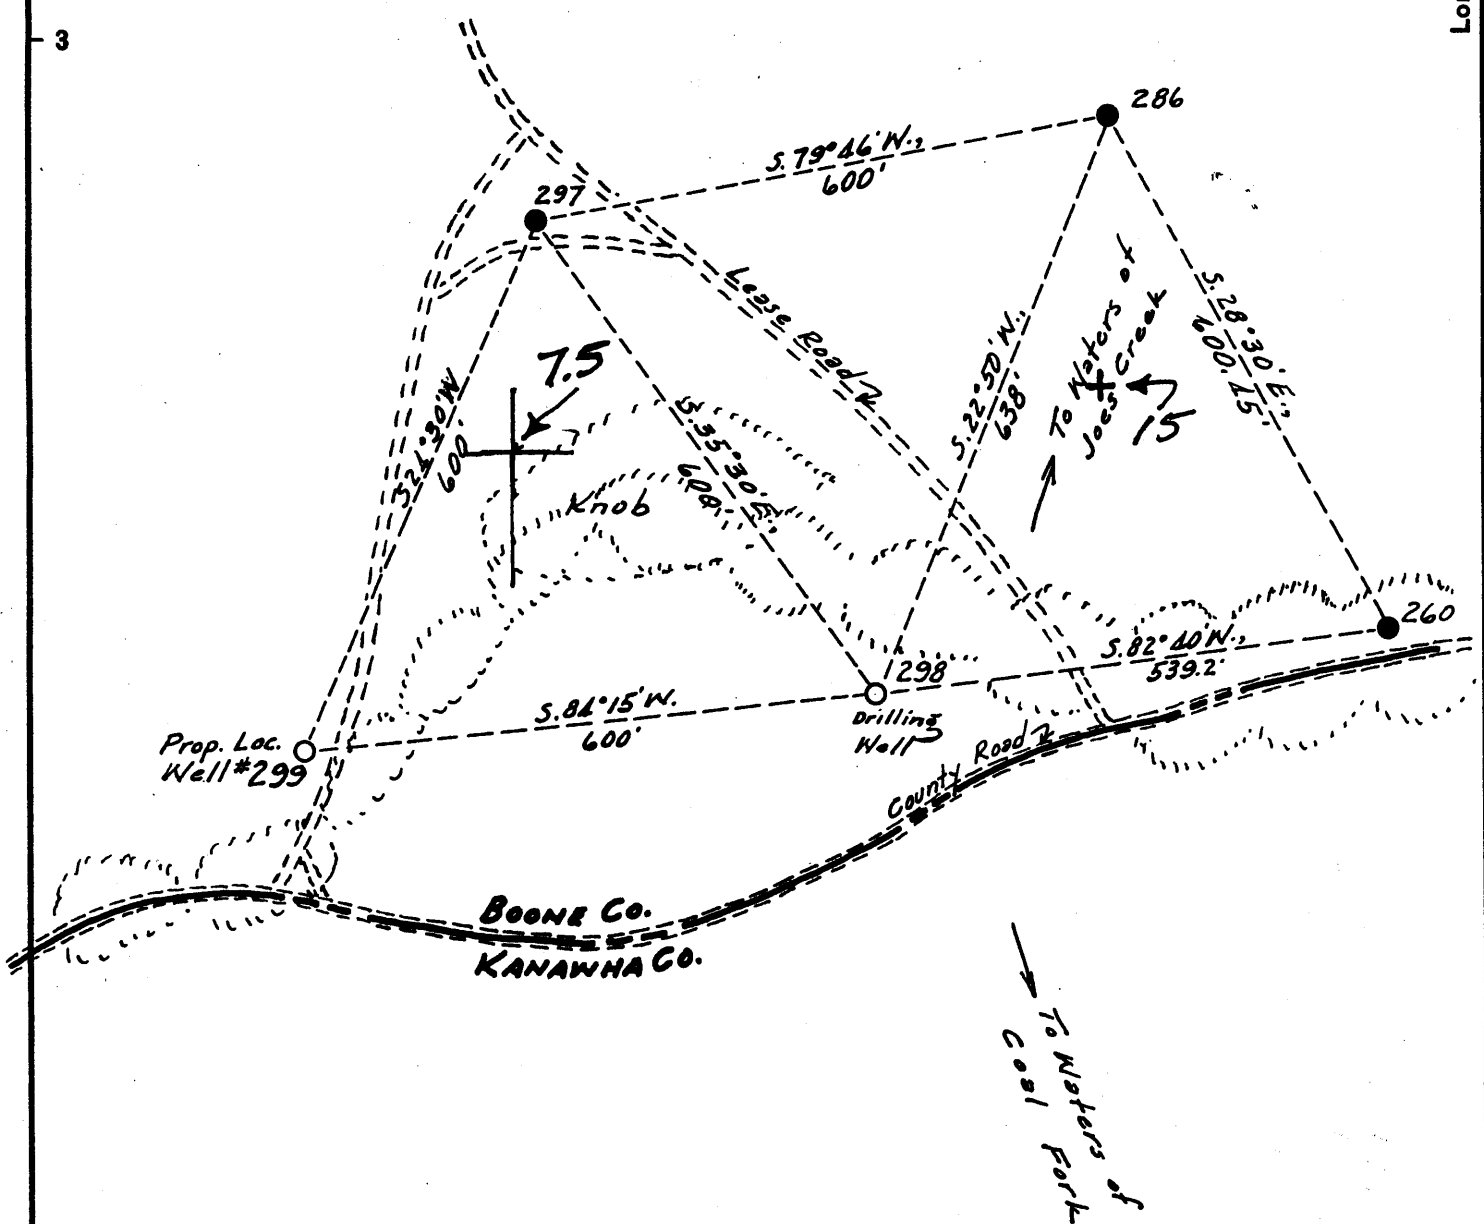 3
286
S. 79° 46' W.,
600'
297
Lease Road
S. 28° 30' E.,
600.15'
To Waters of
Joes Creek
15
7.5
S. 22° 50' W.,
638'
S 24° 30' W
600'
S. 35° 30' E.,
600'
Knob
260
S. 82° 40' W.,
539.2'
298
Drilling
Well
S. 84° 15' W.
600'
Prop. Loc.
Well #299
County Road
BOONE CO.
KANAWHA CO.
To Waters of
Coal Fork